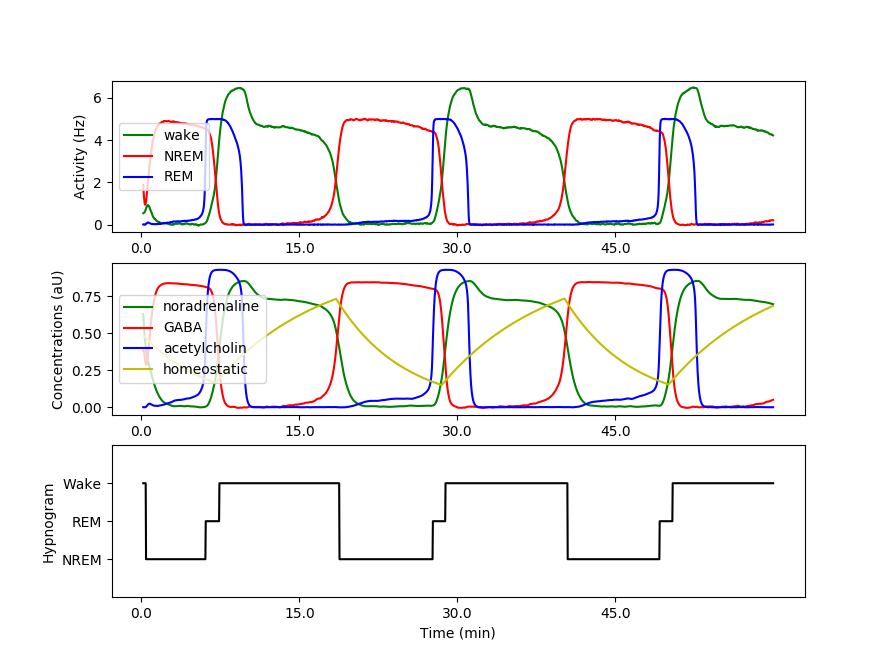 Activity (Hz)
6
4
2
0
wake
NREM
REM
0.0 15.0 30.0 45.0
Concentrations (aU)
0.75
0.50
0.25
0.00
noradrenaline
GABA
acetylcholin
homeostatic
0.0 15.0 30.0 45.0
Hypnogram
Wake
REM
NREM
0.0 15.0 30.0 45.0
Time (min)